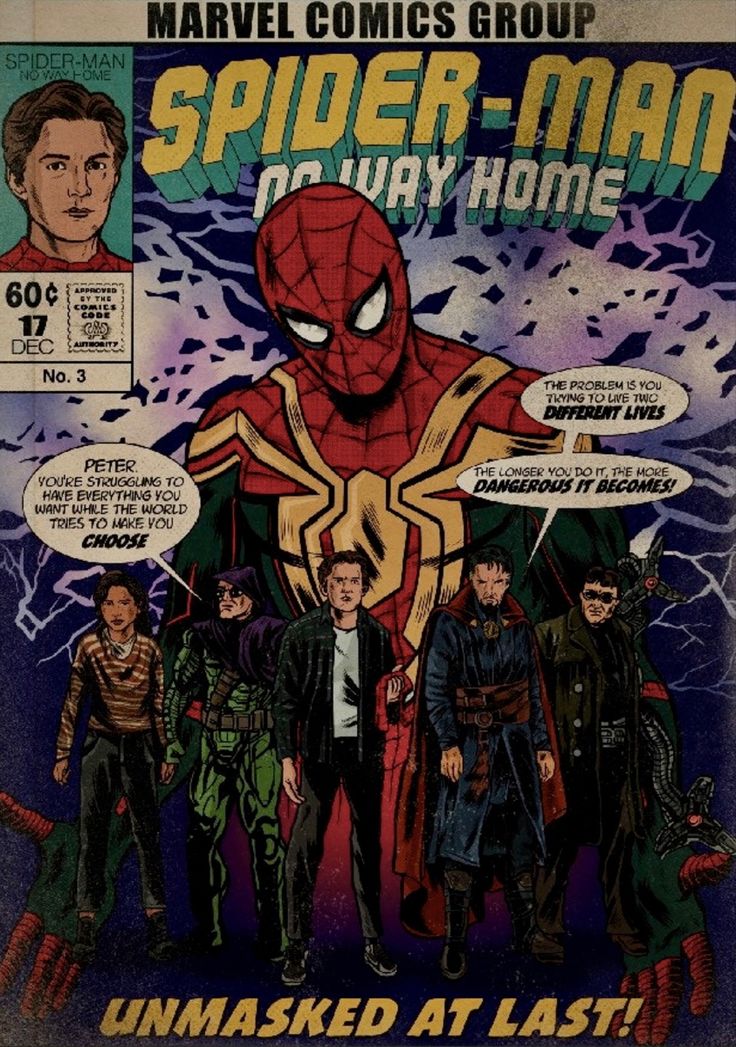 MARVEL COMICS GROUP
SPIDER-MAN
NO WAY HOME
SPIDER-MAN
NO WAY HOME
60¢
17
DEC
APPROVED
BY THE
COMICS
CODE
AUTHORITY
No. 3
THE PROBLEM IS YOU
TRYING TO LIVE TWO
DIFFERENT LIVES
THE LONGER YOU DO IT, THE MORE
DANGEROUS IT BECOMES!
PETER.
YOU'RE STRUGGLING TO
HAVE EVERYTHING YOU
WANT WHILE THE WORLD
TRIES TO MAKE YOU
CHOOSE
UNMASKED AT LAST!